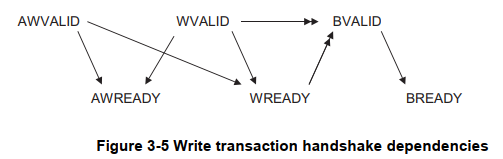 AWVALID WVALID BVALID
AWREADY WREADY BREADY
Figure 3-5 Write transaction handshake dependencies